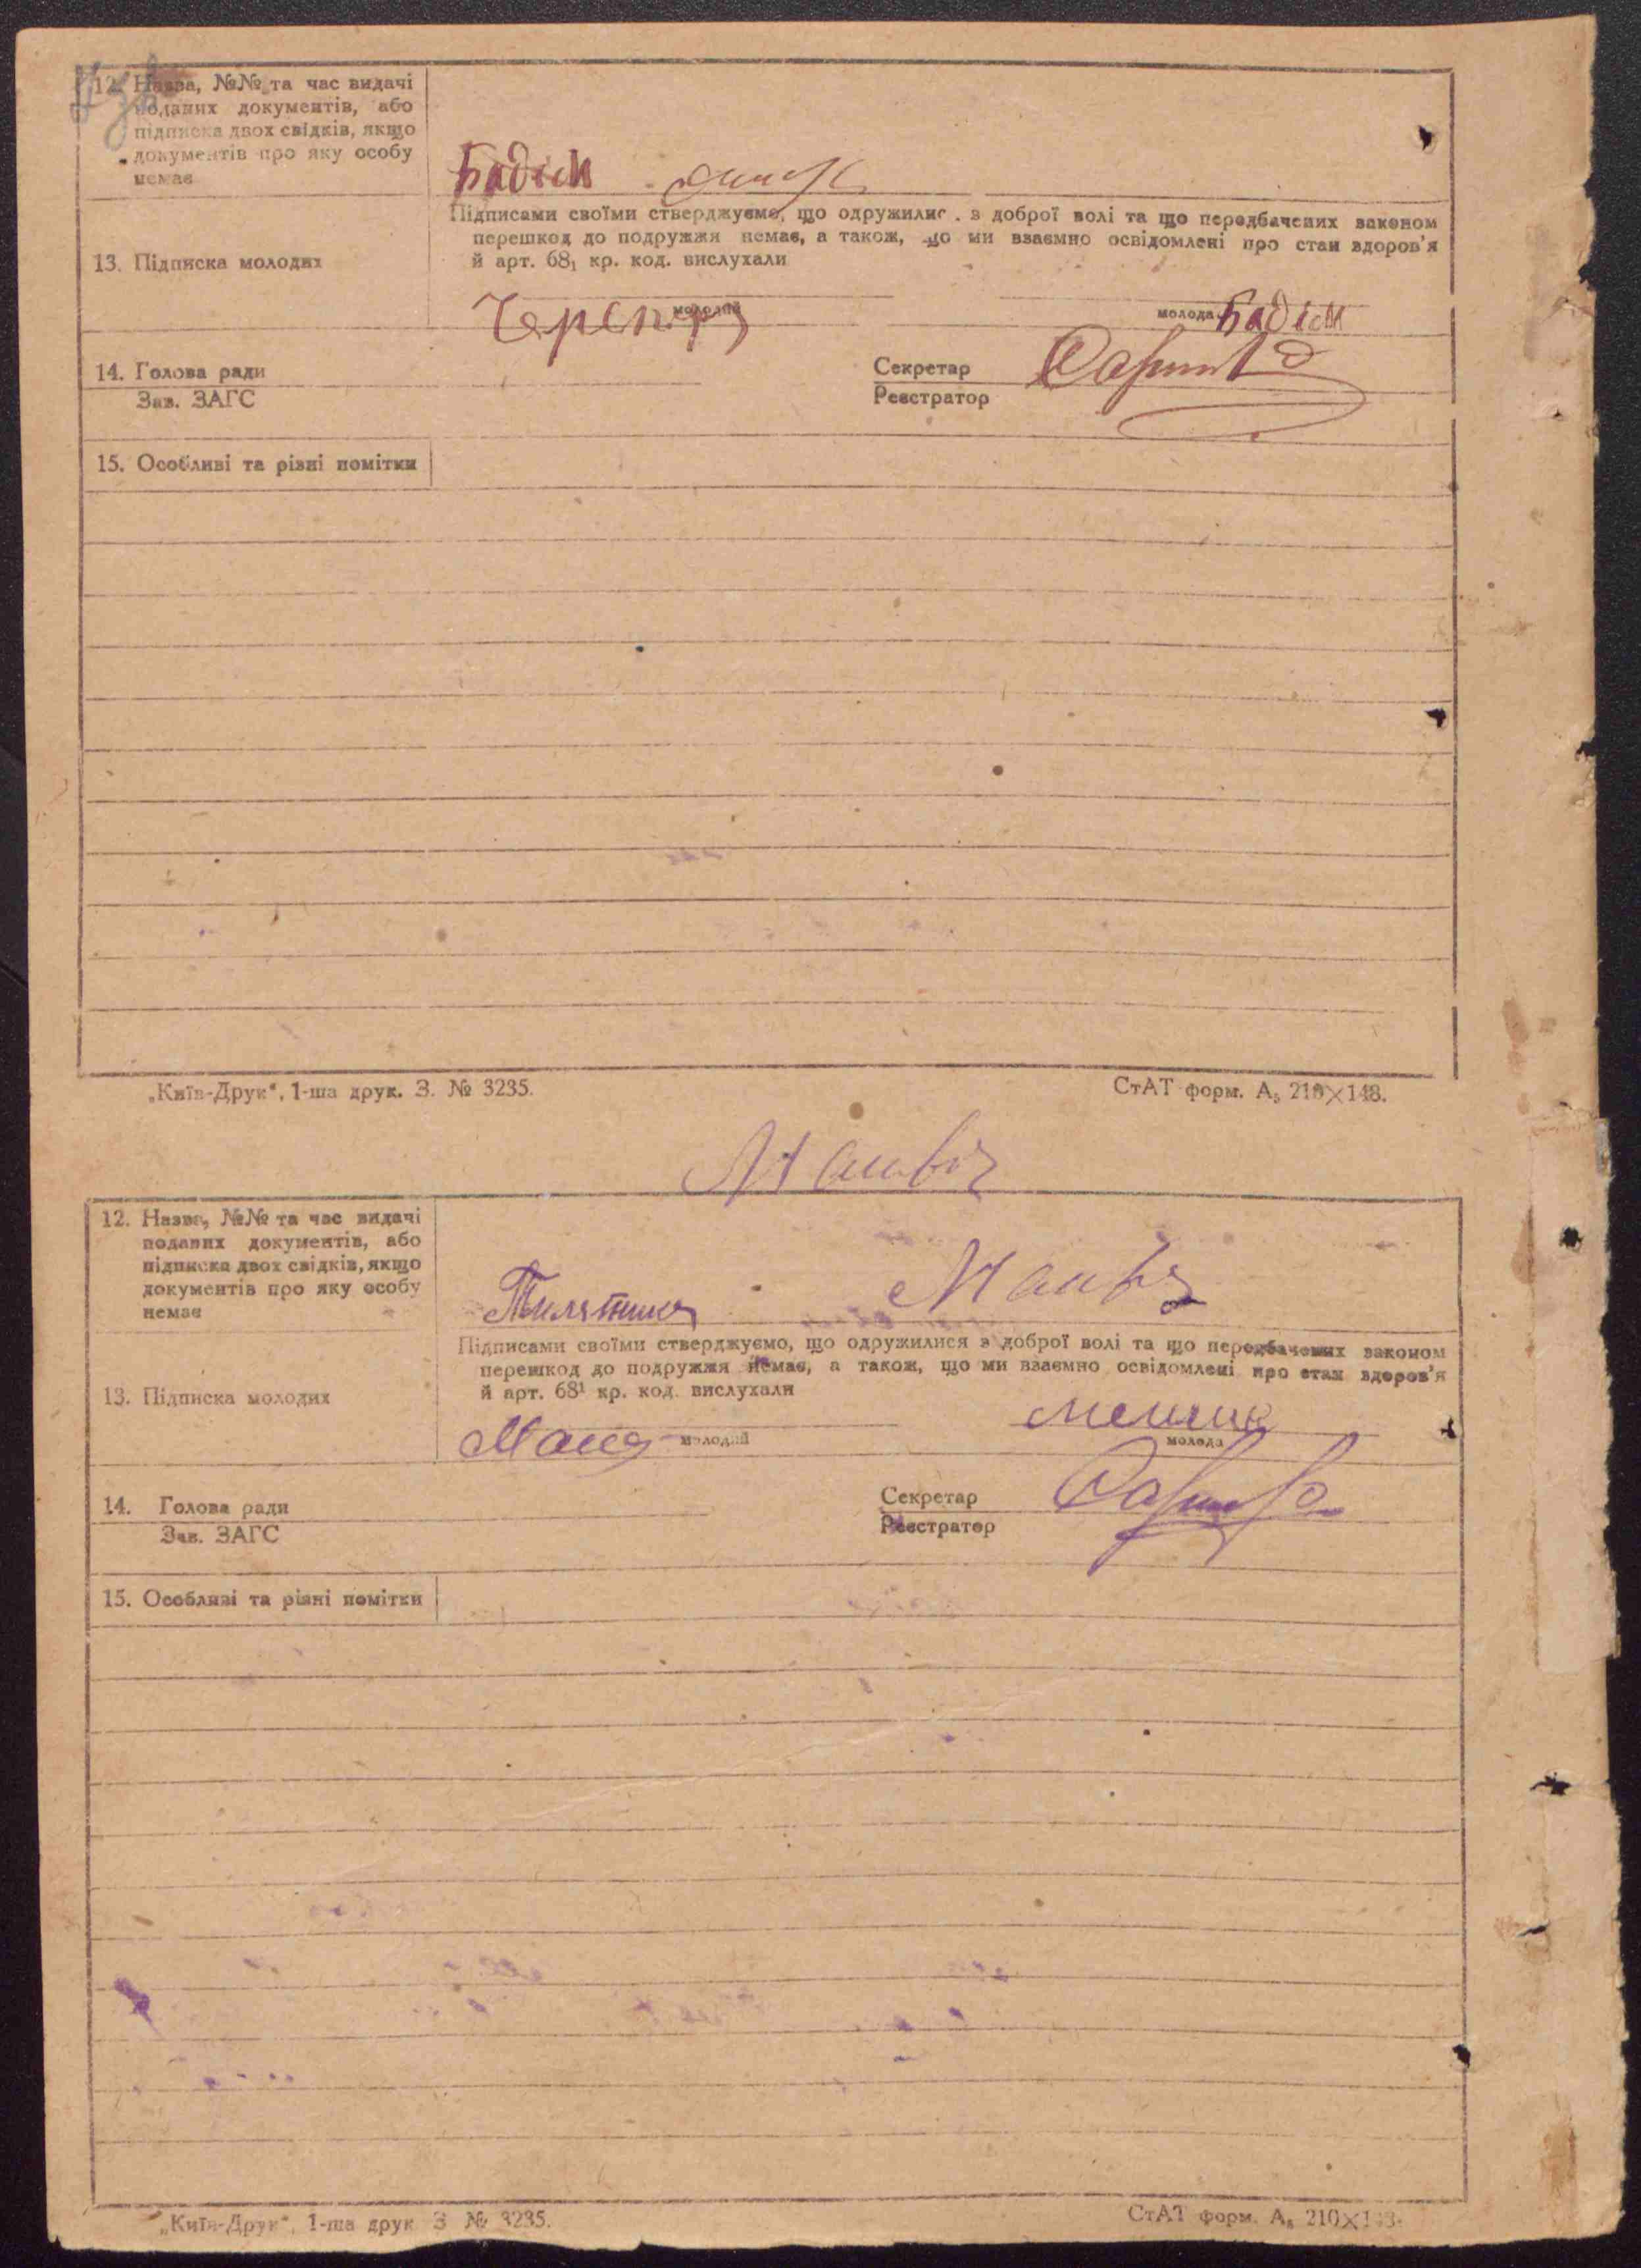 12. Назва, №№ та час видачі
поданих документів, або
підписка двох свідків, якщо
документів про яку особу
немає
Бадюк
Підписами своїми стверджуємо, що одружилис . з доброї волі та що передбачених законом
перешкод до подружжя немає, а також, що ми взаємно освідомлені про стан здоров'я
й арт. 68₁ кр. код. вислухали
13. Підписка молодих
молодий
молода Бадюк
14. Голова ради
Зав. ЗАГС
Секретар
Реєстратор
15. Особливі та різні помітки
„Київ-Друк“, 1-ша друк. З. № 3235.
СтАТ форм. А₅ 210×148.
12. Назва, №№ та час видачі
поданих документів, або
підписка двох свідків, якщо
документів про яку особу
немає
Підписами своїми стверджуємо, що одружилися з доброї волі та що передбачених законом
перешкод до подружжя немає, а також, що ми взаємно освідомлені про стан здоров'я
й арт. 68¹ кр. код. вислухали
13. Підписка молодих
молодий
молода
14. Голова ради
Зав. ЗАГС
Секретар
Реєстратор
15. Особливі та різні помітки
„Київ-Друк“, 1-ша друк З № 3235.
СтАТ форм. А₅ 210×148.